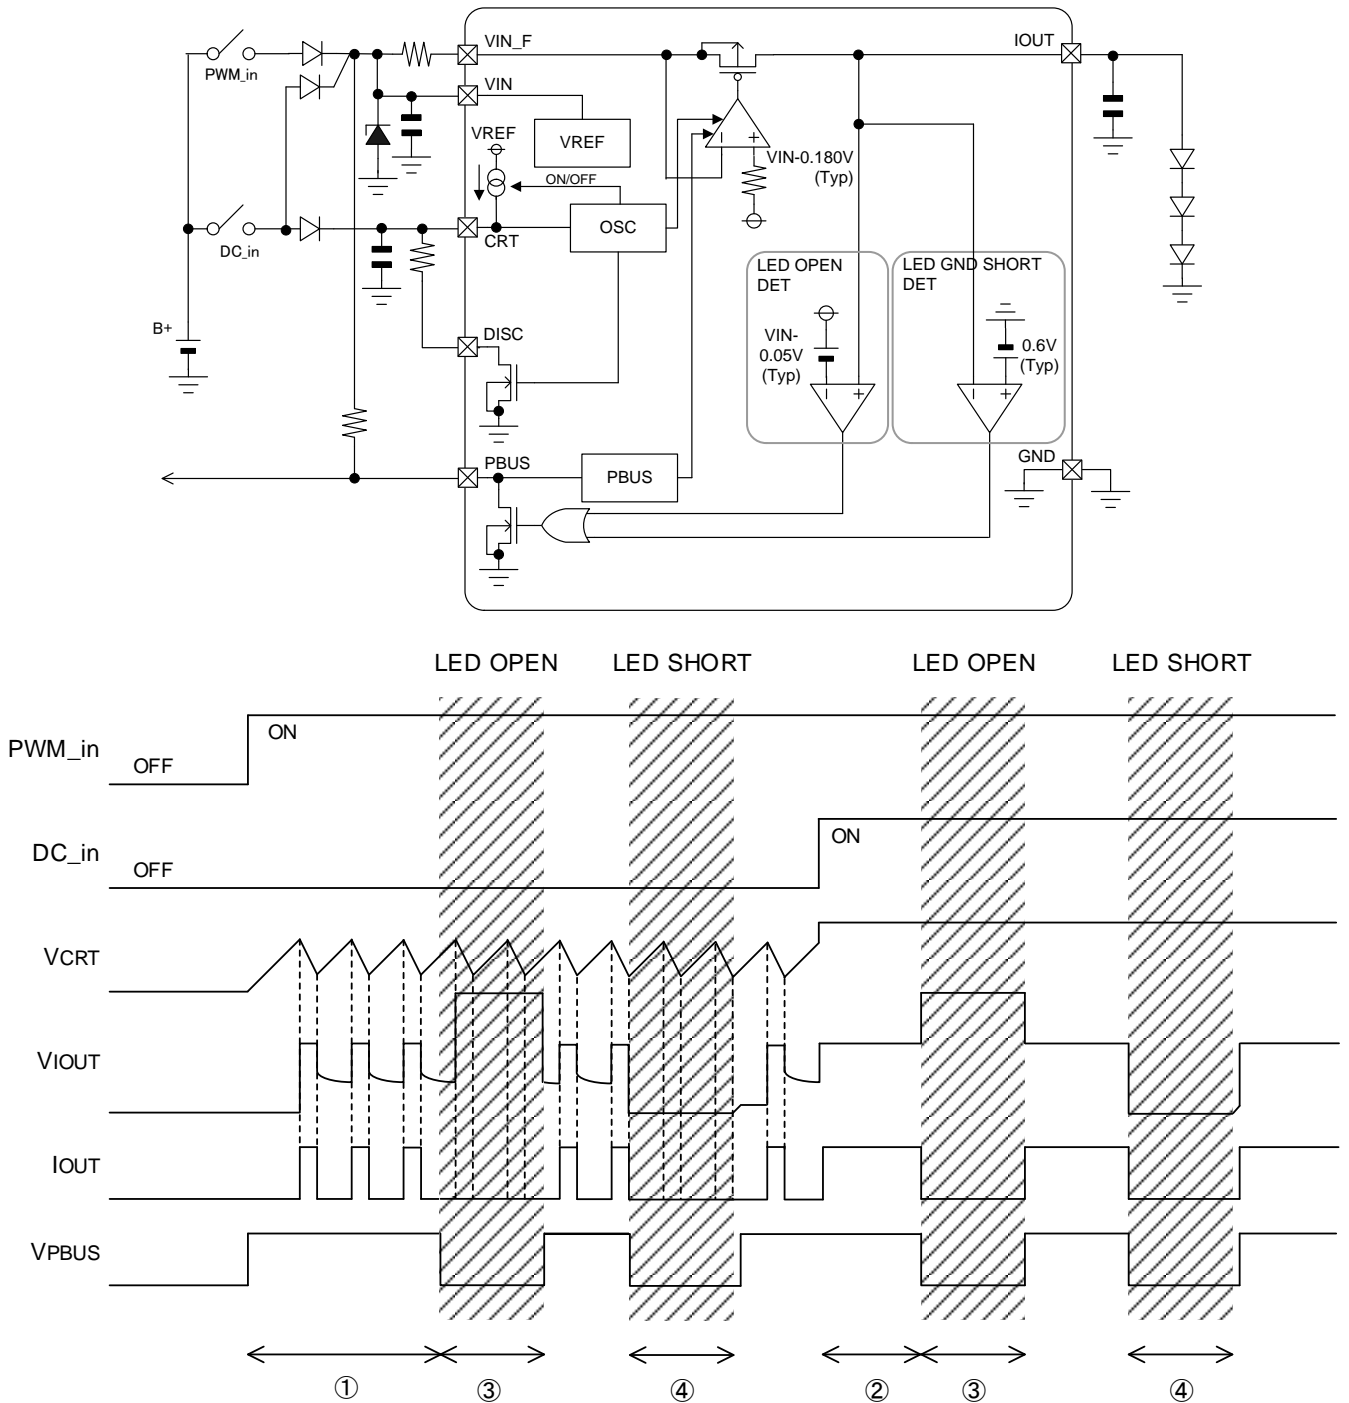 VIN_F
IOUT
PWM_in
VIN
VREF
VREF
VIN-0.180V
(Typ)
ON/OFF
OSC
CRT
DC_in
LED OPEN
DET
LED GND SHORT
DET
B+
DISC
VIN-
0.05V
(Typ)
0.6V
(Typ)
PBUS
PBUS
GND
LED OPEN
LED SHORT
LED OPEN
LED SHORT
PWM_in
OFF
ON
DC_in
OFF
ON
VCRT
VIOUT
IOUT
VPBUS
① ③ ④ ② ③ ④